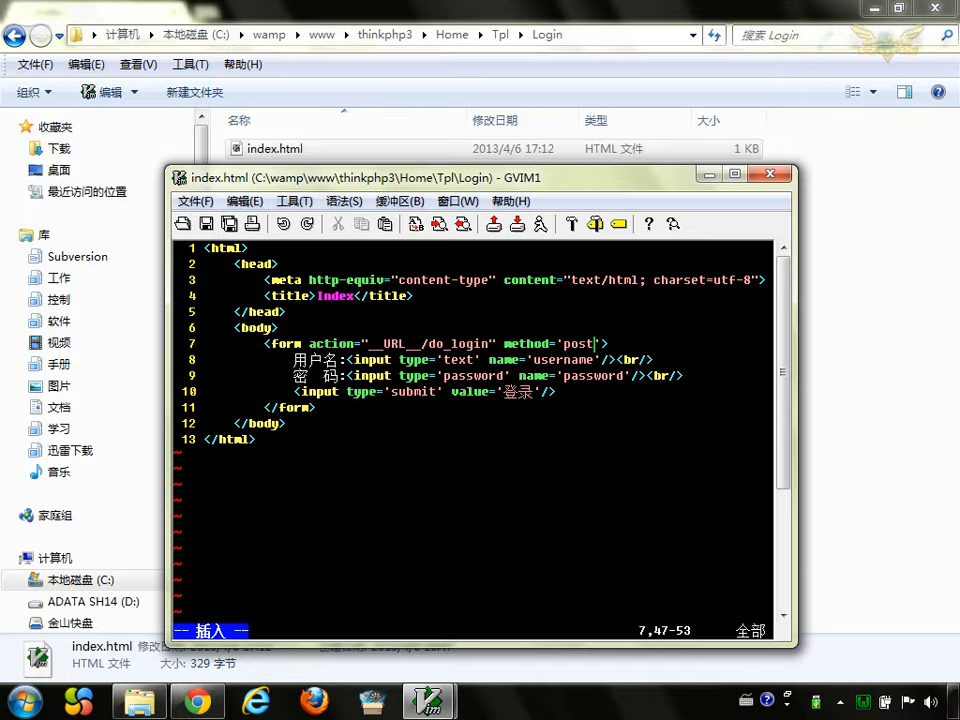 计算机 本地磁盘 (C:) wamp www thinkphp3 Home Tpl Login 搜索 Login
文件(F) 编辑(E) 查看(V) 工具(T) 帮助(H)
组织 编辑 新建文件夹
收藏夹
下载
桌面
最近访问的位置
库
Subversion
工作
控制
软件
视频
手册
图片
文档
学习
迅雷下载
音乐
家庭组
计算机
本地磁盘 (C:)
ADATA SH14 (D:)
金山快盘
名称 修改日期 类型 大小
index.html 2013/4/6 17:12 HTML 文件 1 KB
index.html (C:\wamp\www\thinkphp3\Home\Tpl\Login) - GVIM1
文件(F) 编辑(E) 工具(T) 语法(S) 缓冲区(B) 窗口(W) 帮助(H)
1 <html>
2 <head>
3 <meta http-equiv="content-type" content="text/html; charset=utf-8">
4 <title>Index</title>
5 </head>
6 <body>
7 <form action="__URL__/do_login" method='post'>
8 用户名:<input type='text' name='username'/><br/>
9 密 码:<input type='password' name='password'/><br/>
10 <input type='submit' value='登录'/>
11 </form>
12 </body>
13 </html>
~
~
~
~
~
~
~
~
~
~
-- 插入 -- 7,47-53 全部
index.html
HTML 文件 大小: 329 字节